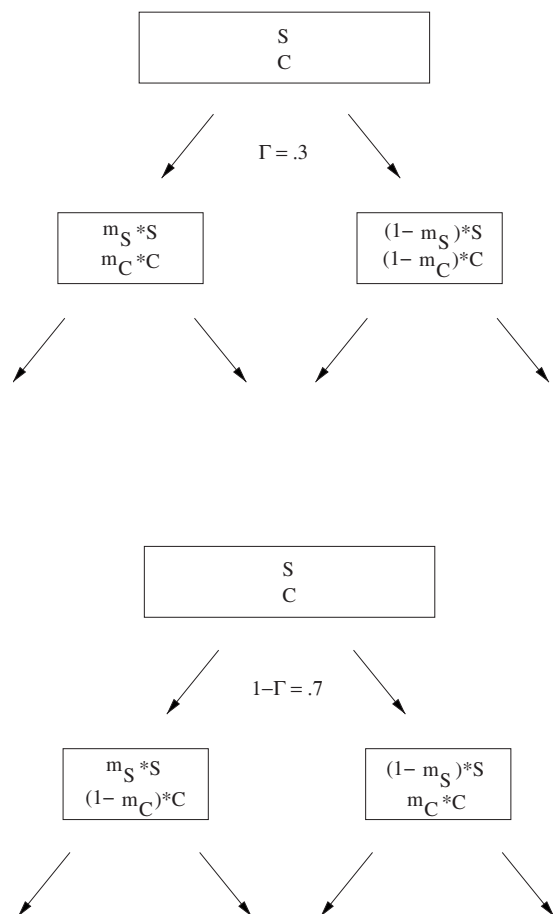 S
C
Γ = .3
m_S *S
m_C *C
(1- m_S )*S
(1- m_C )*C
S
C
1-Γ = .7
m_S *S
(1- m_C )*C
(1- m_S )*S
m_C *C